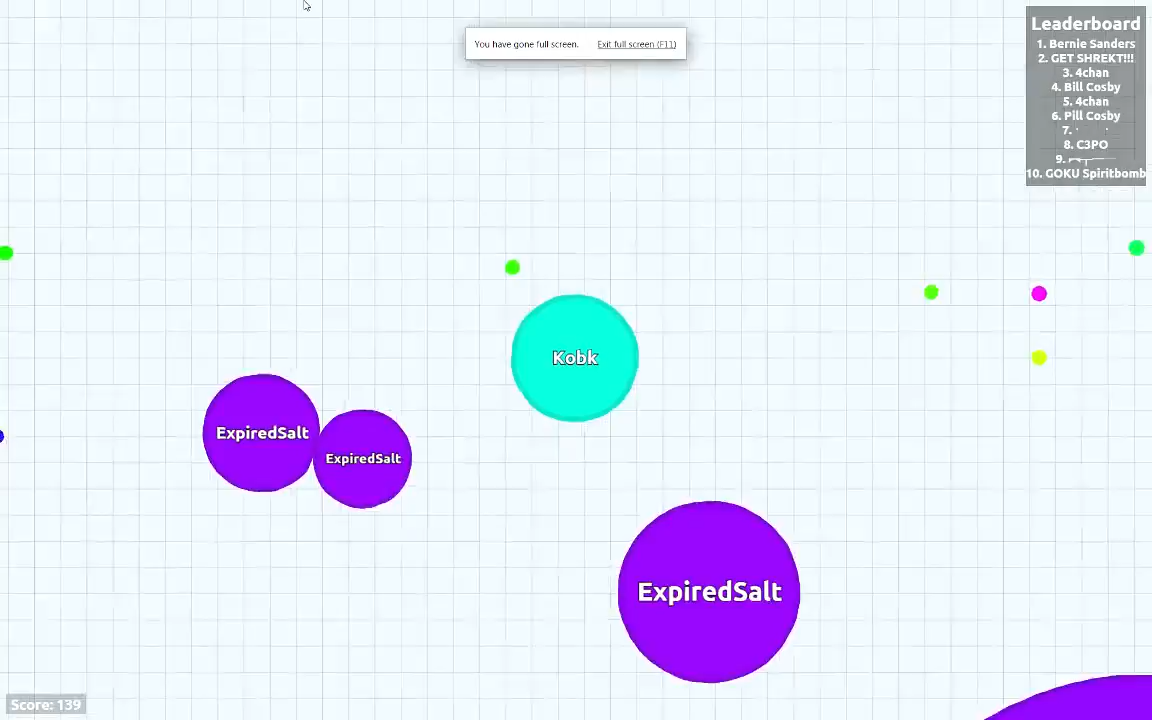 You have gone full screen. Exit full screen (F11)
Leaderboard
1. Bernie Sanders
2. GET SHREKT!!!
3. 4chan
4. Bill Cosby
5. 4chan
6. Pill Cosby
7.
8. C3PO
9.
10. GOKU Spiritbomb
Kobk
ExpiredSalt
ExpiredSalt
ExpiredSalt
Score: 139